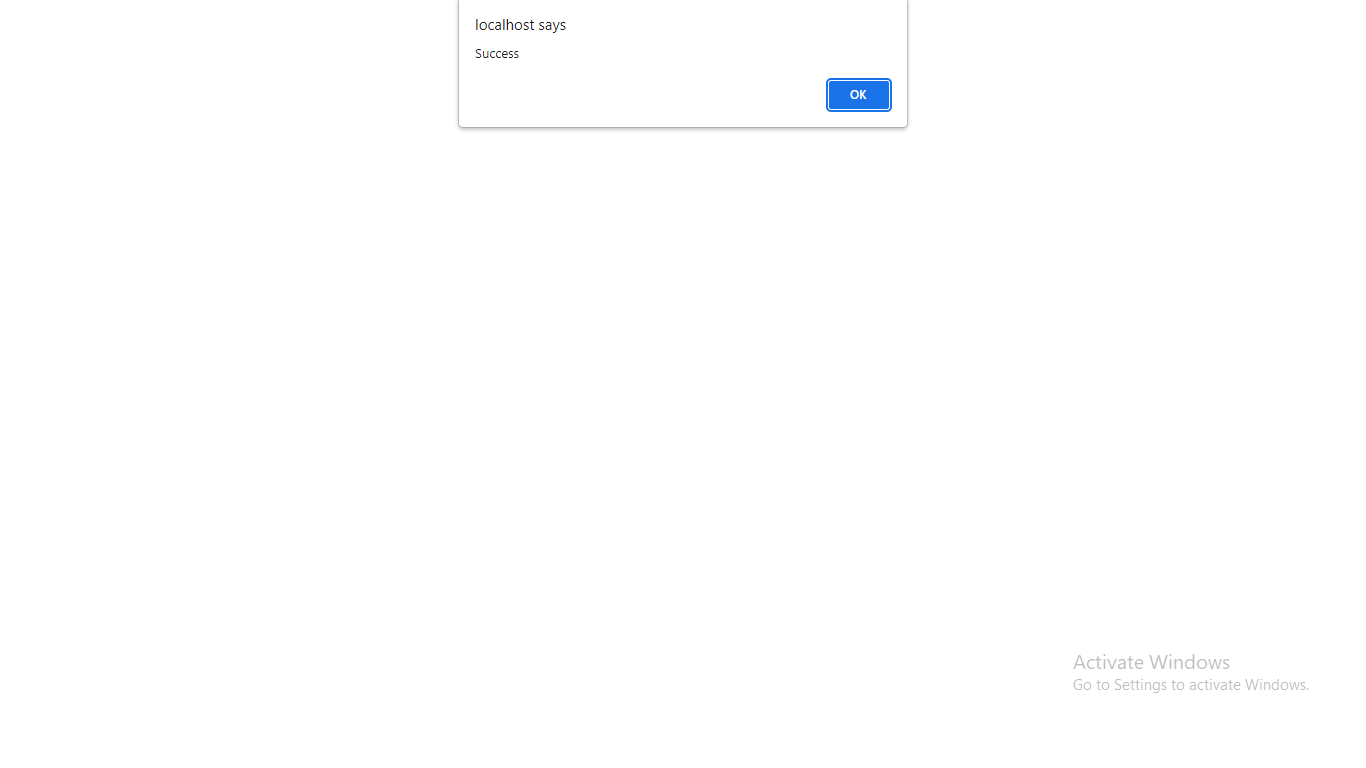 localhost says
Success
OK
Activate Windows
Go to Settings to activate Windows.